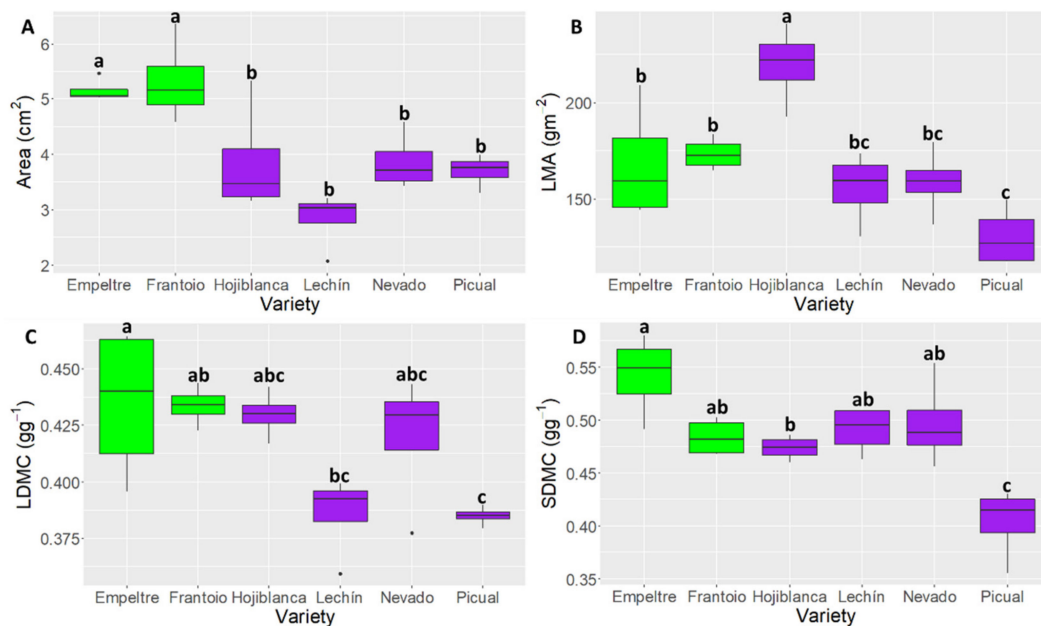 A
Area (cm²)
6
5
4
3
2
a
a
b
b
b
b
Empeltre Frantoio Hojiblanca Lechín Nevado Picual
Variety
B
LMA (gm⁻²)
200
150
b
b
a
bc
bc
c
Empeltre Frantoio Hojiblanca Lechín Nevado Picual
Variety
C
LDMC (gg⁻¹)
0.450
0.425
0.400
0.375
a
ab
abc
bc
abc
c
Empeltre Frantoio Hojiblanca Lechín Nevado Picual
Variety
D
SDMC (gg⁻¹)
0.55
0.50
0.45
0.40
0.35
a
ab
b
ab
ab
c
Empeltre Frantoio Hojiblanca Lechín Nevado Picual
Variety